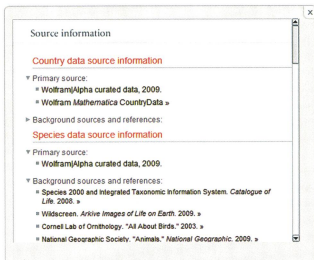 x
Source information
Country data source information
Primary source:
Wolfram|Alpha curated data, 2009.
Wolfram Mathematica CountryData »
Background sources and references:
Species data source information
Primary source:
Wolfram|Alpha curated data, 2009.
Background sources and references:
Species 2000 and Integrated Taxonomic Information System. Catalogue of
Life. 2008. »
Wildscreen. Arkive Images of Life on Earth. 2009. »
Cornell Lab of Ornithology. "All About Birds." 2003. »
National Geographic Society. "Animals." National Geographic. 2009. »